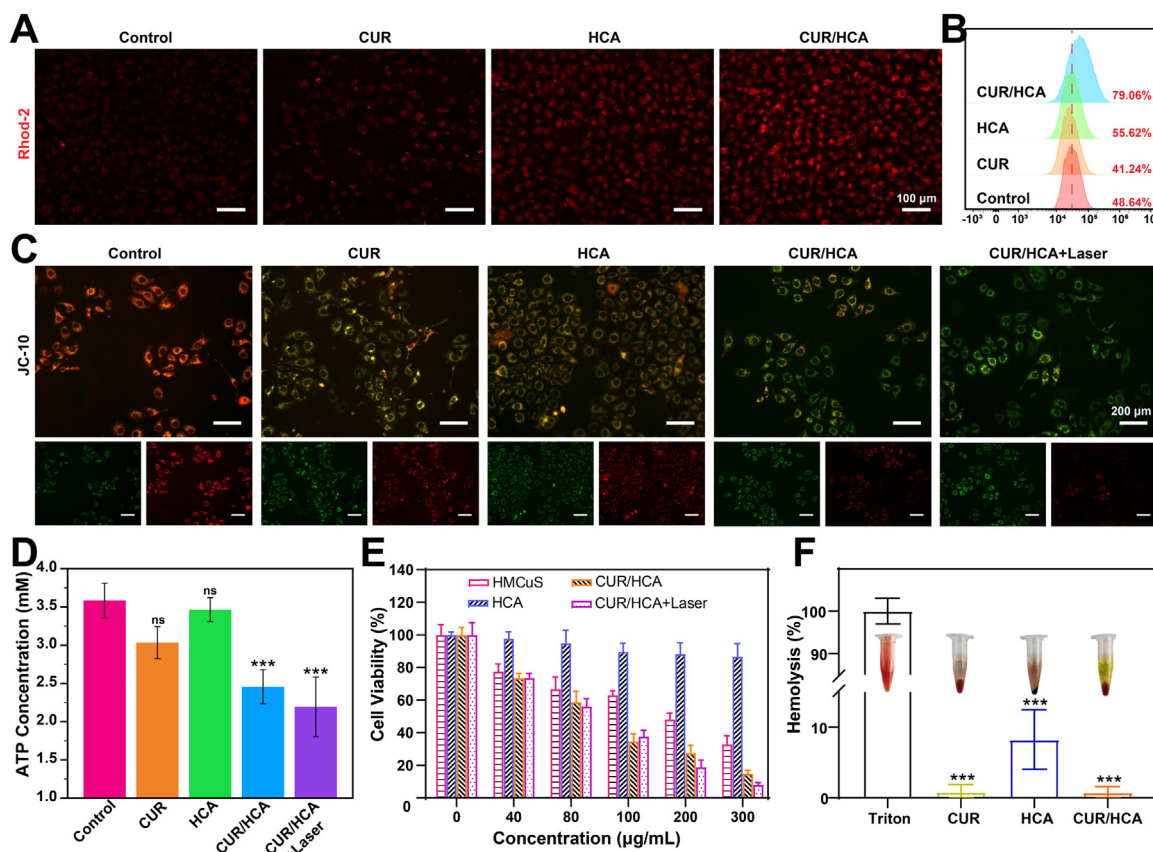 A
Control
CUR
HCA
CUR/HCA
Rhod-2
100 μm
B
CUR/HCA
79.06%
HCA
55.62%
CUR
41.24%
Control
48.64%
-10³ 10³ 10⁴ 10⁶ 10⁶
C
Control
CUR
HCA
CUR/HCA
CUR/HCA+Laser
JC-10
200 μm
D
ATP Concentration (mM)
4.0
3.5
3.0
2.5
2.0
1.5
1.0
ns
ns
***
***
Control
CUR
HCA
CUR/HCA
CUR/HCA
+Laser
E
Cell Viability (%)
140
120
100
80
60
40
20
0
HMCuS
CUR/HCA
HCA
CUR/HCA+Laser
0 40 80 100 200 300
Concentration (μg/mL)
F
Hemolysis (%)
100
90
10
0
***
***
***
Triton
CUR
HCA
CUR/HCA